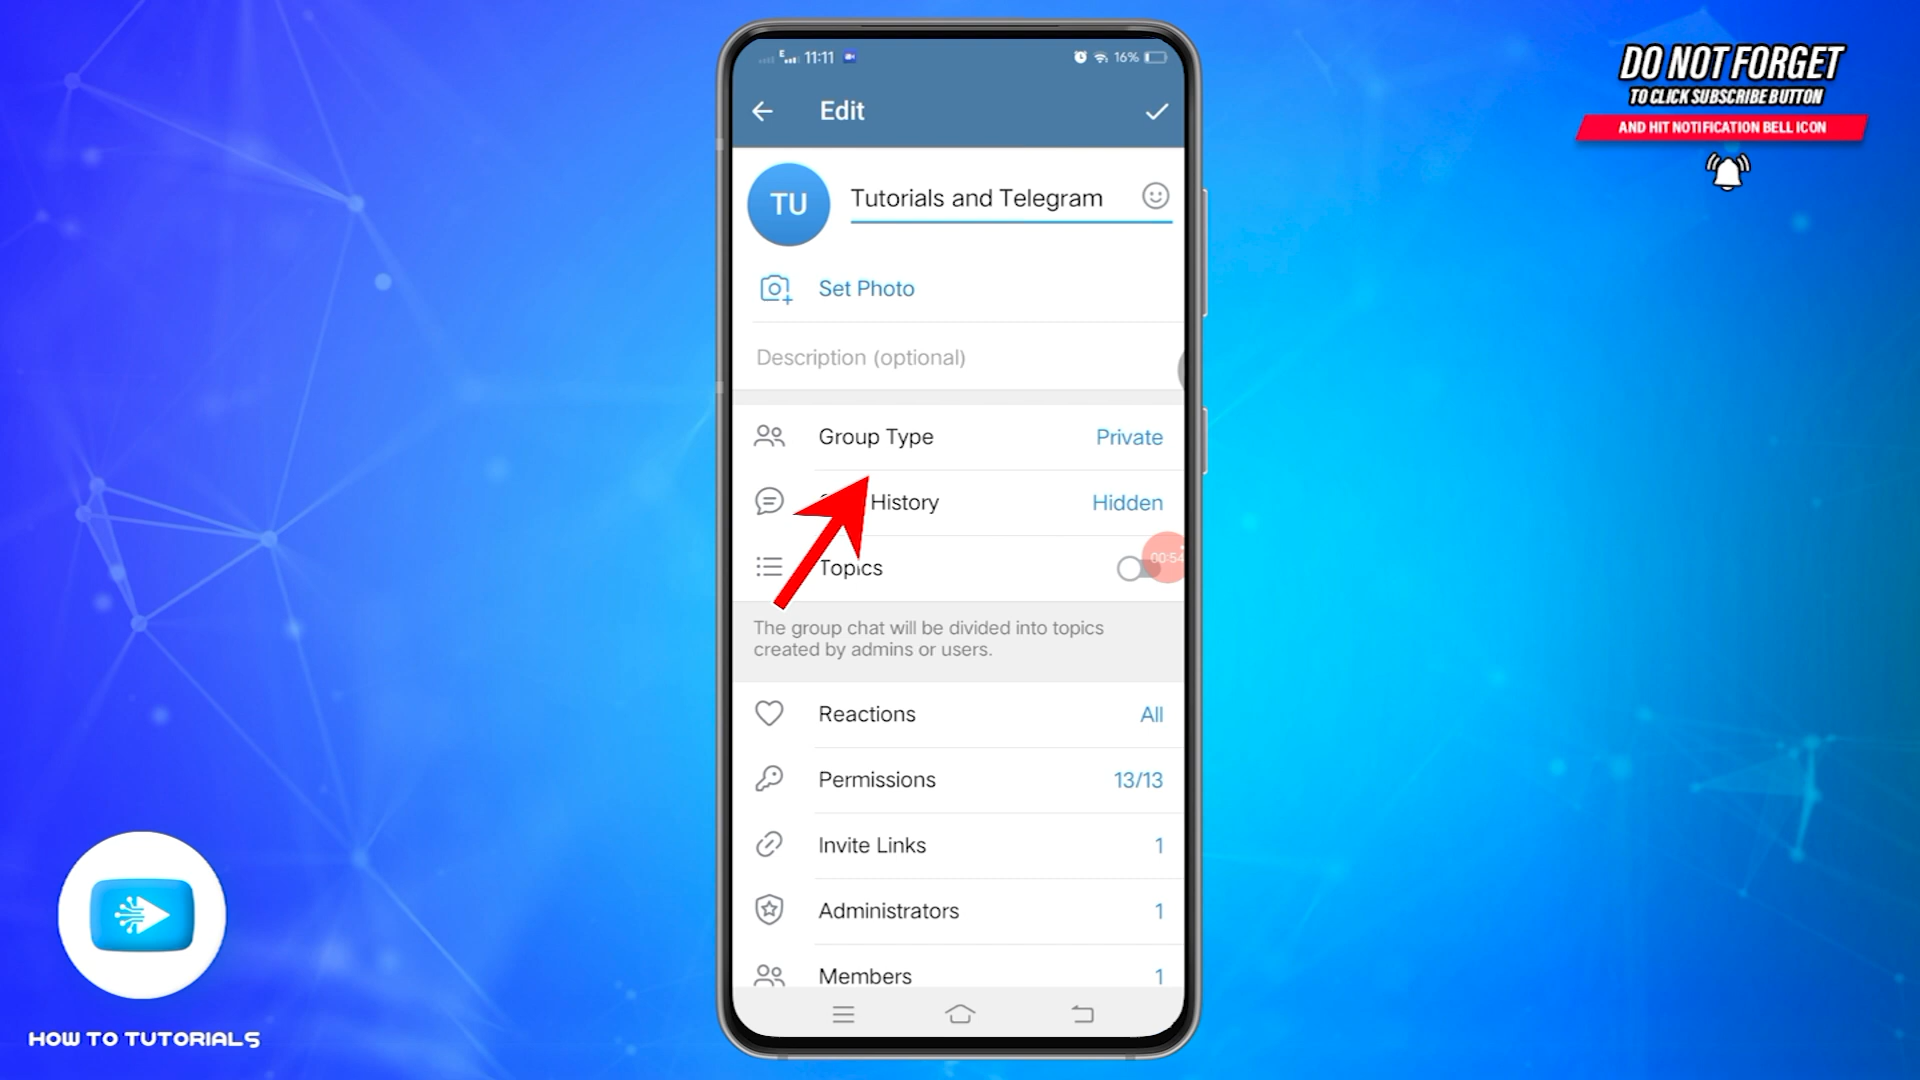 DO NOT FORGET
TO CLICK SUBSCRIBE BUTTON
AND HIT NOTIFICATION BELL ICON
E 11:11 16%
Edit
TU Tutorials and Telegram
Set Photo
Description (optional)
Group Type Private
History Hidden
Topics 00:54
The group chat will be divided into topics
created by admins or users.
Reactions All
Permissions 13/13
Invite Links 1
Administrators 1
Members 1
HOW TO TUTORIALS